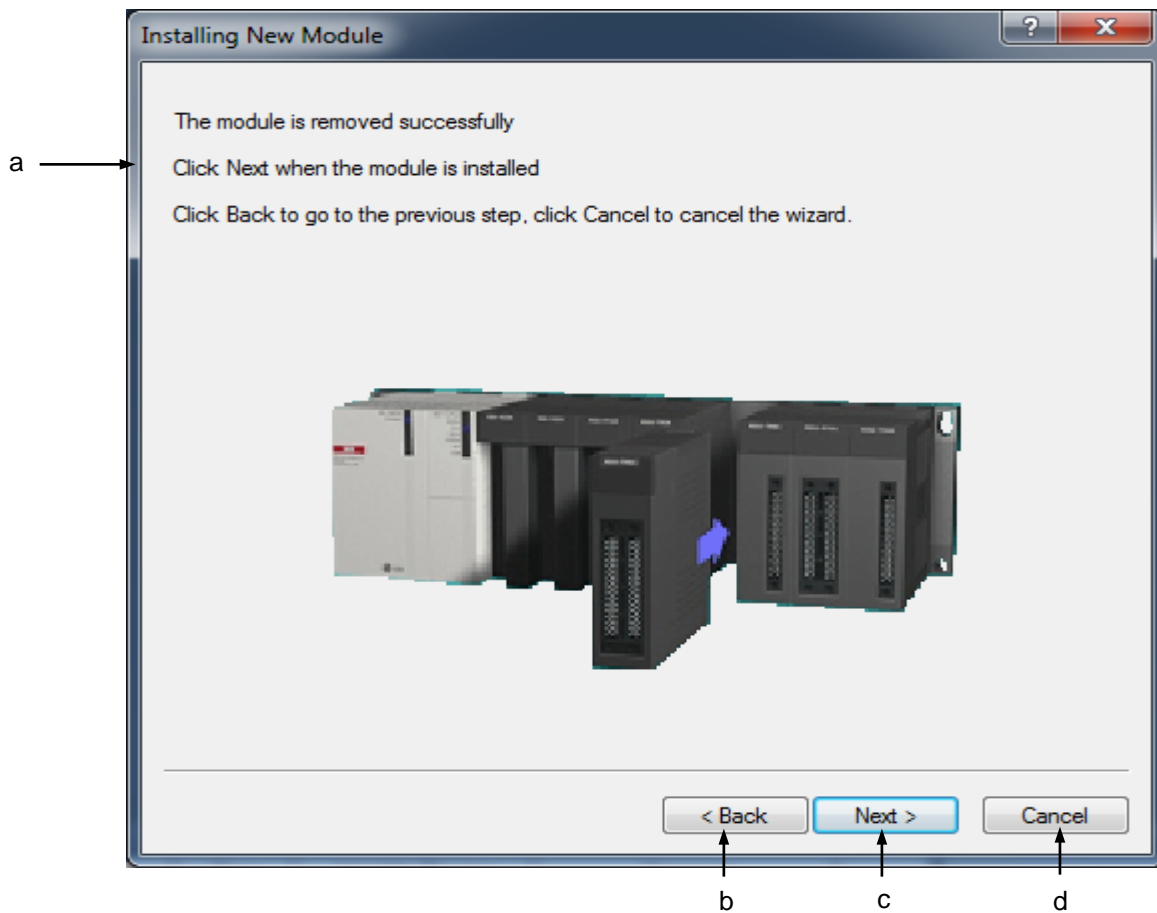 Installing New Module
The module is removed successfully
a
Click Next when the module is installed
Click Back to go to the previous step, click Cancel to cancel the wizard.
< Back
Next >
Cancel
b
c
d